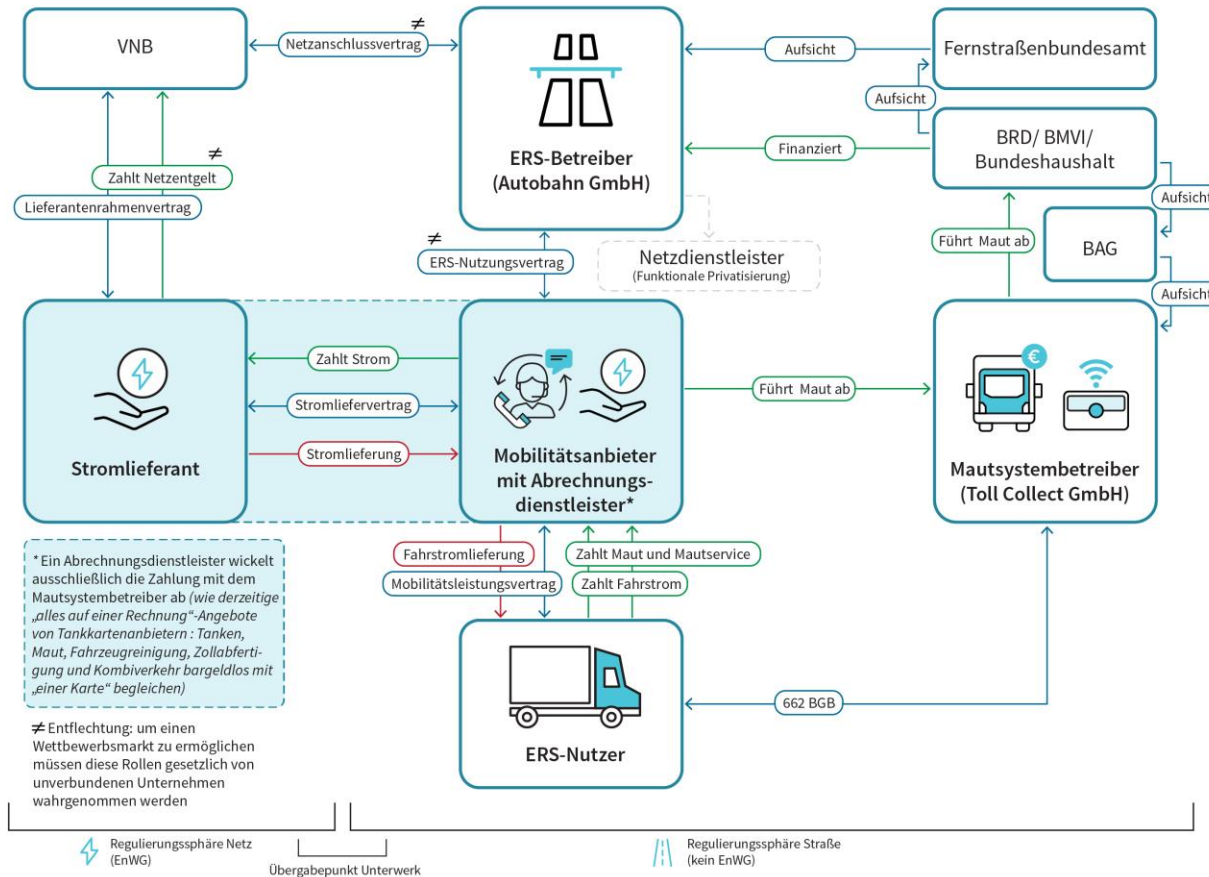 VNB
≠
Netzanschlussvertrag
Aufsicht
Fernstraßenbundesamt
Aufsicht
ERS-Betreiber
(Autobahn GmbH)
Finanziert
BRD/ BMVI/
Bundeshaushalt
≠
Zahlt Netzentgelt
Lieferantenrahmenvertrag
Aufsicht
≠
ERS-Nutzungsvertrag
Netzdienstleister
(Funktionale Privatisierung)
Führt Maut ab
BAG
Aufsicht
Zahlt Strom
Stromliefervertrag
Stromlieferung
Stromlieferant
Mobilitätsanbieter
mit Abrechnungs-
dienstleister*
Führt Maut ab
€
Mautsystembetreiber
(Toll Collect GmbH)
Fahrstromlieferung
Mobilitätsleistungsvertrag
Zahlt Maut und Mautservice
Zahlt Fahrstrom
*Ein Abrechnungsdienstleister wickelt
ausschließlich die Zahlung mit dem
Mautsystembetreiber ab (wie derzeitige
„alles auf einer Rechnung“-Angebote
von Tankkartenanbietern : Tanken,
Maut, Fahrzeugreinigung, Zollabferti-
gung und Kombiverkehr bargeldlos mit
„einer Karte“ begleichen)
662 BGB
ERS-Nutzer
≠ Entflechtung: um einen
Wettbewerbsmarkt zu ermöglichen
müssen diese Rollen gesetzlich von
unverbundenen Unternehmen
wahrgenommen werden
Regulierungssphäre Netz
(EnWG)
Übergabepunkt Unterwerk
Regulierungssphäre Straße
(kein EnWG)